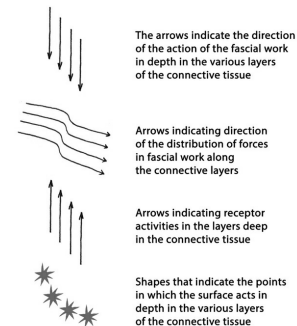 The arrows indicate the direction
of the action of the fascial work
in depth in the various layers
of the connective tissue
Arrows indicating direction
of the distribution of forces
in fascial work along
the connective layers
Arrows indicating receptor
activities in the layers deep
in the connective tissue
Shapes that indicate the points
in which the surface acts in
depth in the various layers
of the connective tissue